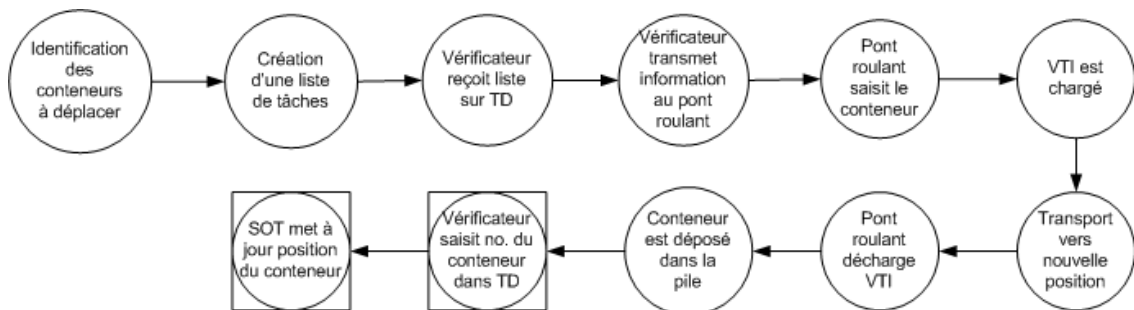 Identification
des
conteneurs
à déplacer
Création
d'une liste
de tâches
Vérificateur
reçoit liste
sur TD
Vérificateur
transmet
information
au pont
roulant
Pont
roulant
saisit le
conteneur
VTI est
chargé
Transport
vers
nouvelle
position
Pont
roulant
décharge
VTI
Conteneur
est déposé
dans la
pile
Vérificateur
saisit no. du
conteneur
dans TD
SOT met à
jour position
du conteneur